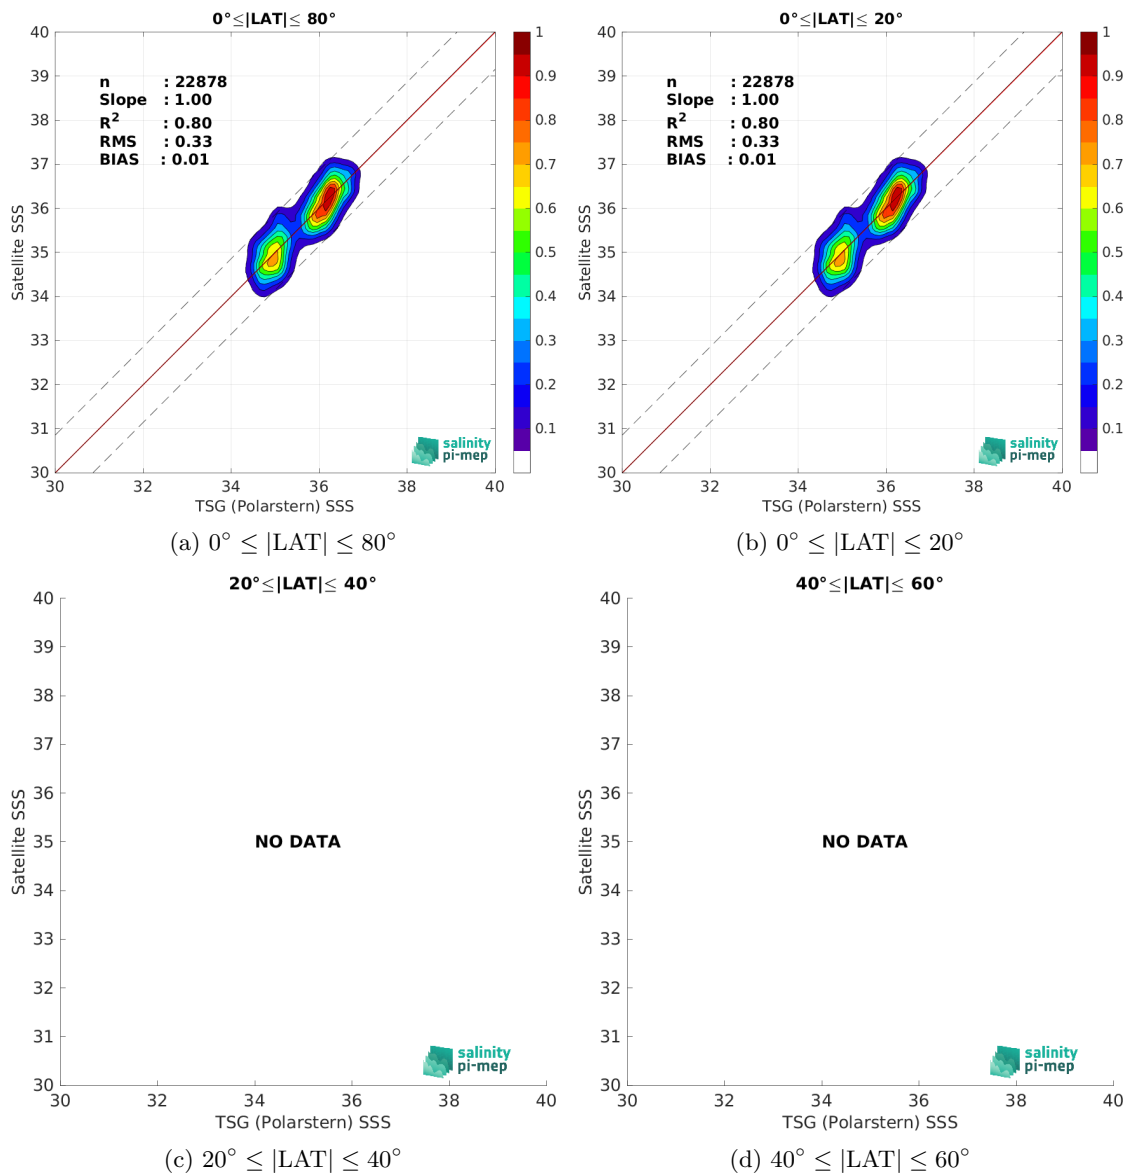 0°≤|LAT|≤ 80°
40
39
38
37
36
35
34
33
32
31
30
Satellite SSS
n : 22878
Slope : 1.00
R2 : 0.80
RMS : 0.33
BIAS : 0.01
1
0.9
0.8
0.7
0.6
0.5
0.4
0.3
0.2
0.1
salinity
pi-mep
30 32 34 36 38 40
TSG (Polarstern) SSS
(a) 0° ≤ |LAT| ≤ 80°
0°≤|LAT|≤ 20°
40
39
38
37
36
35
34
33
32
31
30
Satellite SSS
n : 22878
Slope : 1.00
R2 : 0.80
RMS : 0.33
BIAS : 0.01
1
0.9
0.8
0.7
0.6
0.5
0.4
0.3
0.2
0.1
salinity
pi-mep
30 32 34 36 38 40
TSG (Polarstern) SSS
(b) 0° ≤ |LAT| ≤ 20°
20°≤|LAT|≤ 40°
40
39
38
37
36
35
34
33
32
31
30
Satellite SSS
NO DATA
salinity
pi-mep
30 32 34 36 38 40
TSG (Polarstern) SSS
(c) 20° ≤ |LAT| ≤ 40°
40°≤|LAT|≤ 60°
40
39
38
37
36
35
34
33
32
31
30
Satellite SSS
NO DATA
salinity
pi-mep
30 32 34 36 38 40
TSG (Polarstern) SSS
(d) 40° ≤ |LAT| ≤ 60°